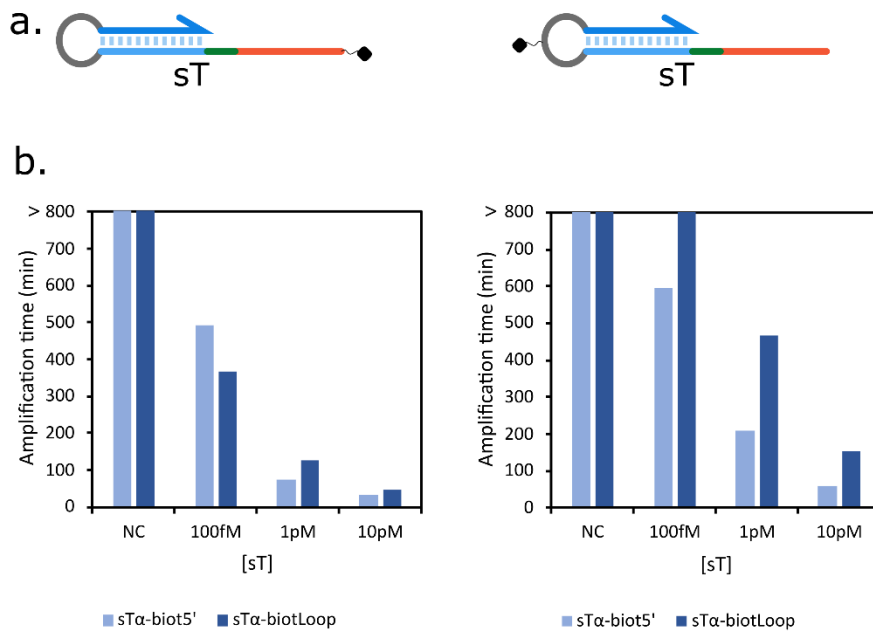 a.
sT
sT
b.
> 800
700
600
500
400
300
200
100
0
Amplification time (min)
NC
100fM
1pM
10pM
[sT]
sTα-biot5'
sTα-biotLoop
> 800
700
600
500
400
300
200
100
0
Amplification time (min)
NC
100fM
1pM
10pM
[sT]
sTα-biot5'
sTα-biotLoop